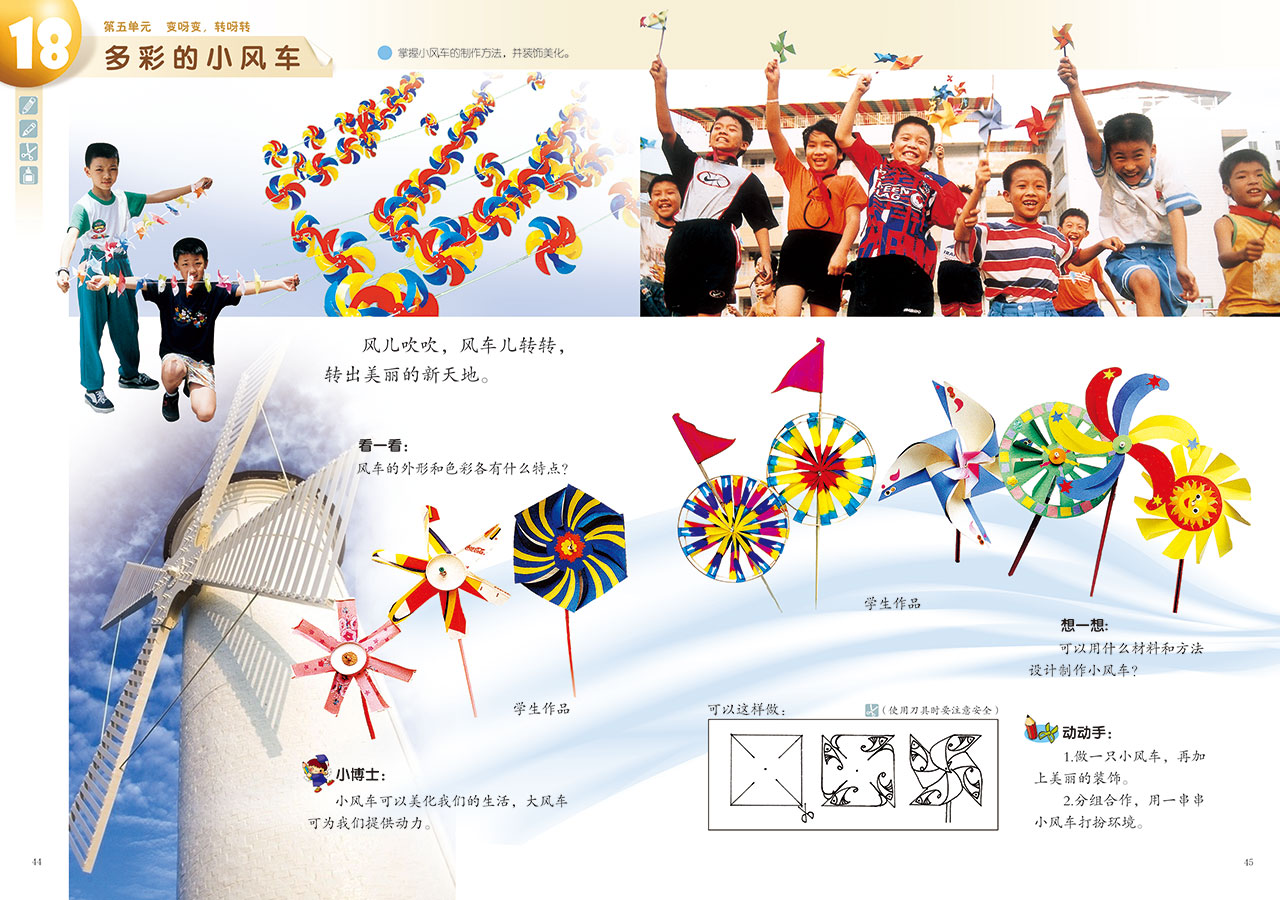 18
第五单元 变呀变，转呀转
多彩的小风车
掌握小风车的制作方法，并装饰美化。
风儿吹吹，风车儿转转，
转出美丽的新天地。
看一看：
风车的外形和色彩各有什么特点？
学生作品
小博士：
小风车可以美化我们的生活，大风车
可为我们提供动力。
44
学生作品
想一想：
可以用什么材料和方法
设计制作小风车？
可以这样做：
（使用刀具时要注意安全）
动动手：
1.做一只小风车，再加
上美丽的装饰。
2.分组合作，用一串串
小风车打扮环境。
45